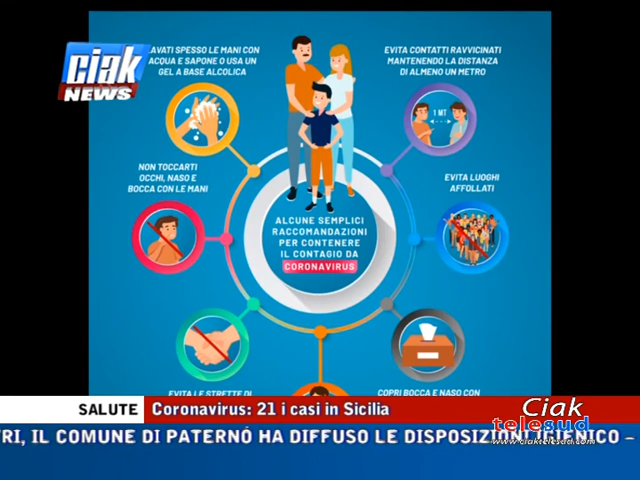 LAVATI SPESSO LE MANI CON
ACQUA E SAPONE O USA UN
GEL A BASE ALCOLICA
EVITA CONTATTI RAVVICINATI
MANTENENDO LA DISTANZA
DI ALMENO UN METRO
ciak
NEWS
1 MT
NON TOCCARTI
OCCHI, NASO E
BOCCA CON LE MANI
EVITA LUOGHI
AFFOLLATI
ALCUNE SEMPLICI
RACCOMANDAZIONI
PER CONTENERE
IL CONTAGIO DA
CORONAVIRUS
EVITA LE STRETTE DI
COPRI BOCCA E NASO CON
SALUTE Coronavirus: 21 i casi in Sicilia
Ciak
telesud
www.ciaktelesud.com
TRI, IL COMUNE DI PATERNÓ HA DIFFUSO LE DISPOSIZIONI IGIENICO –